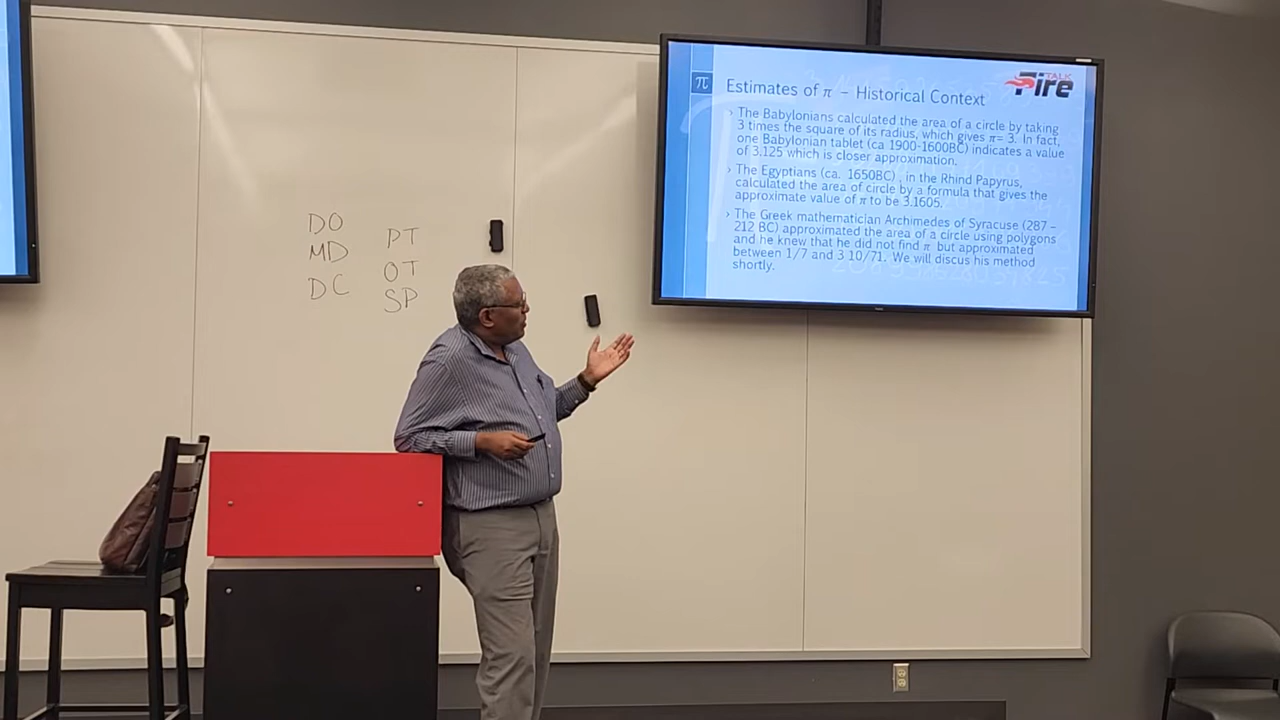 DO
MD
DC
PT
OT
SP
π
Estimates of π – Historical Context
TALK
Fire
› The Babylonians calculated the area of a circle by taking
3 times the square of its radius, which gives π= 3. In fact,
one Babylonian tablet (ca 1900-1600BC) indicates a value
of 3.125 which is closer approximation.
› The Egyptians (ca. 1650BC) , in the Rhind Papyrus,
calculated the area of circle by a formula that gives the
approximate value of π to be 3.1605.
› The Greek mathematician Archimedes of Syracuse (287 –
212 BC) approximated the area of a circle using polygons
and he knew that he did not find π but approximated
between 1/7 and 3 10/71. We will discus his method
shortly.